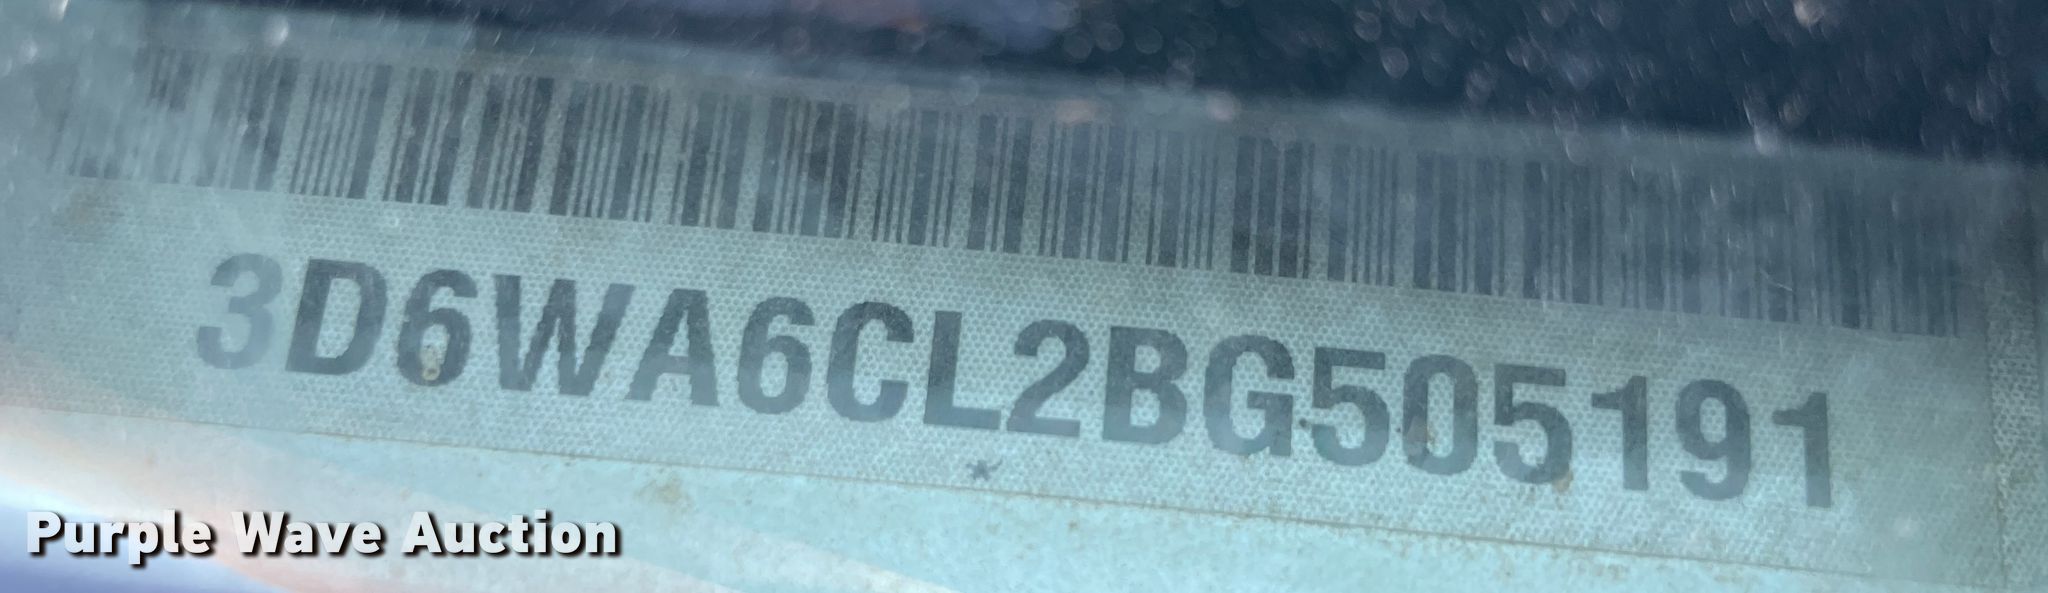 3D6WA6CL2BG505191
Purple Wave Auction